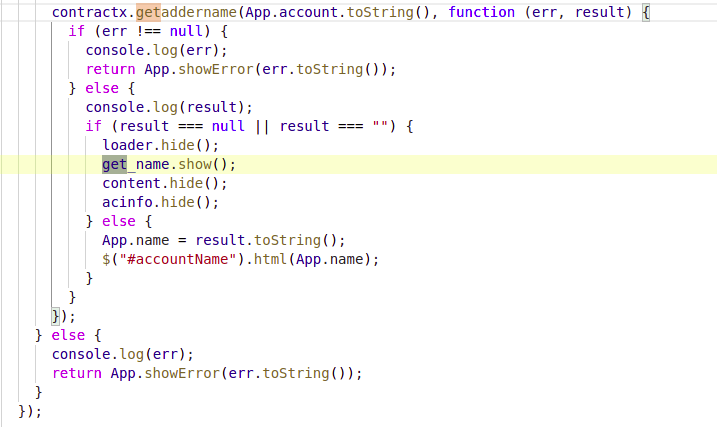 contractx.getaddername(App.account.toString(), function (err, result) {
if (err !== null) {
console.log(err);
return App.showError(err.toString());
} else {
console.log(result);
if (result === null || result === "") {
loader.hide();
get_name.show();
content.hide();
acinfo.hide();
} else {
App.name = result.toString();
$("#accountName").html(App.name);
}
}
});
} else {
console.log(err);
return App.showError(err.toString());
}
});